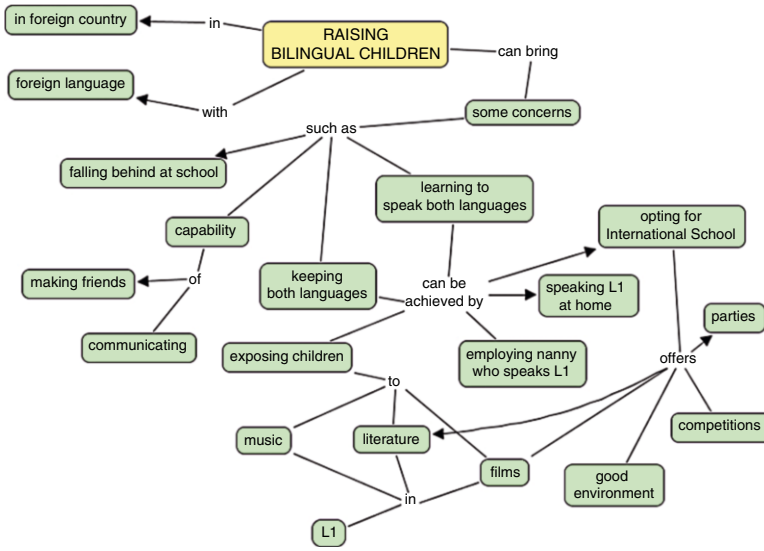 in foreign country
in
RAISING
BILINGUAL CHILDREN
can bring
foreign language
with
some concerns
such as
falling behind at school
learning to
speak both languages
capability
opting for
International School
making friends
of
keeping
both languages
can be
achieved by
speaking L1
at home
parties
communicating
exposing children
employing nanny
who speaks L1
offers
to
music
literature
competitions
films
good
environment
in
L1